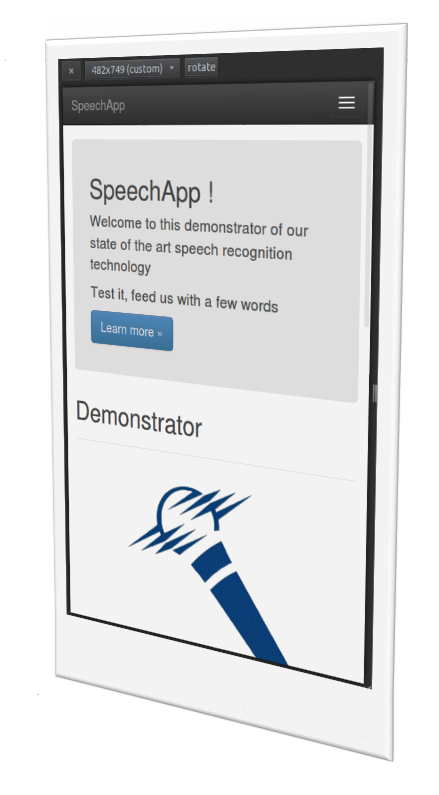 × 482x749 (custom) rotate
SpeechApp
SpeechApp !
Welcome to this demonstrator of our
state of the art speech recognition
technology
Test it, feed us with a few words
Learn more »
Demonstrator